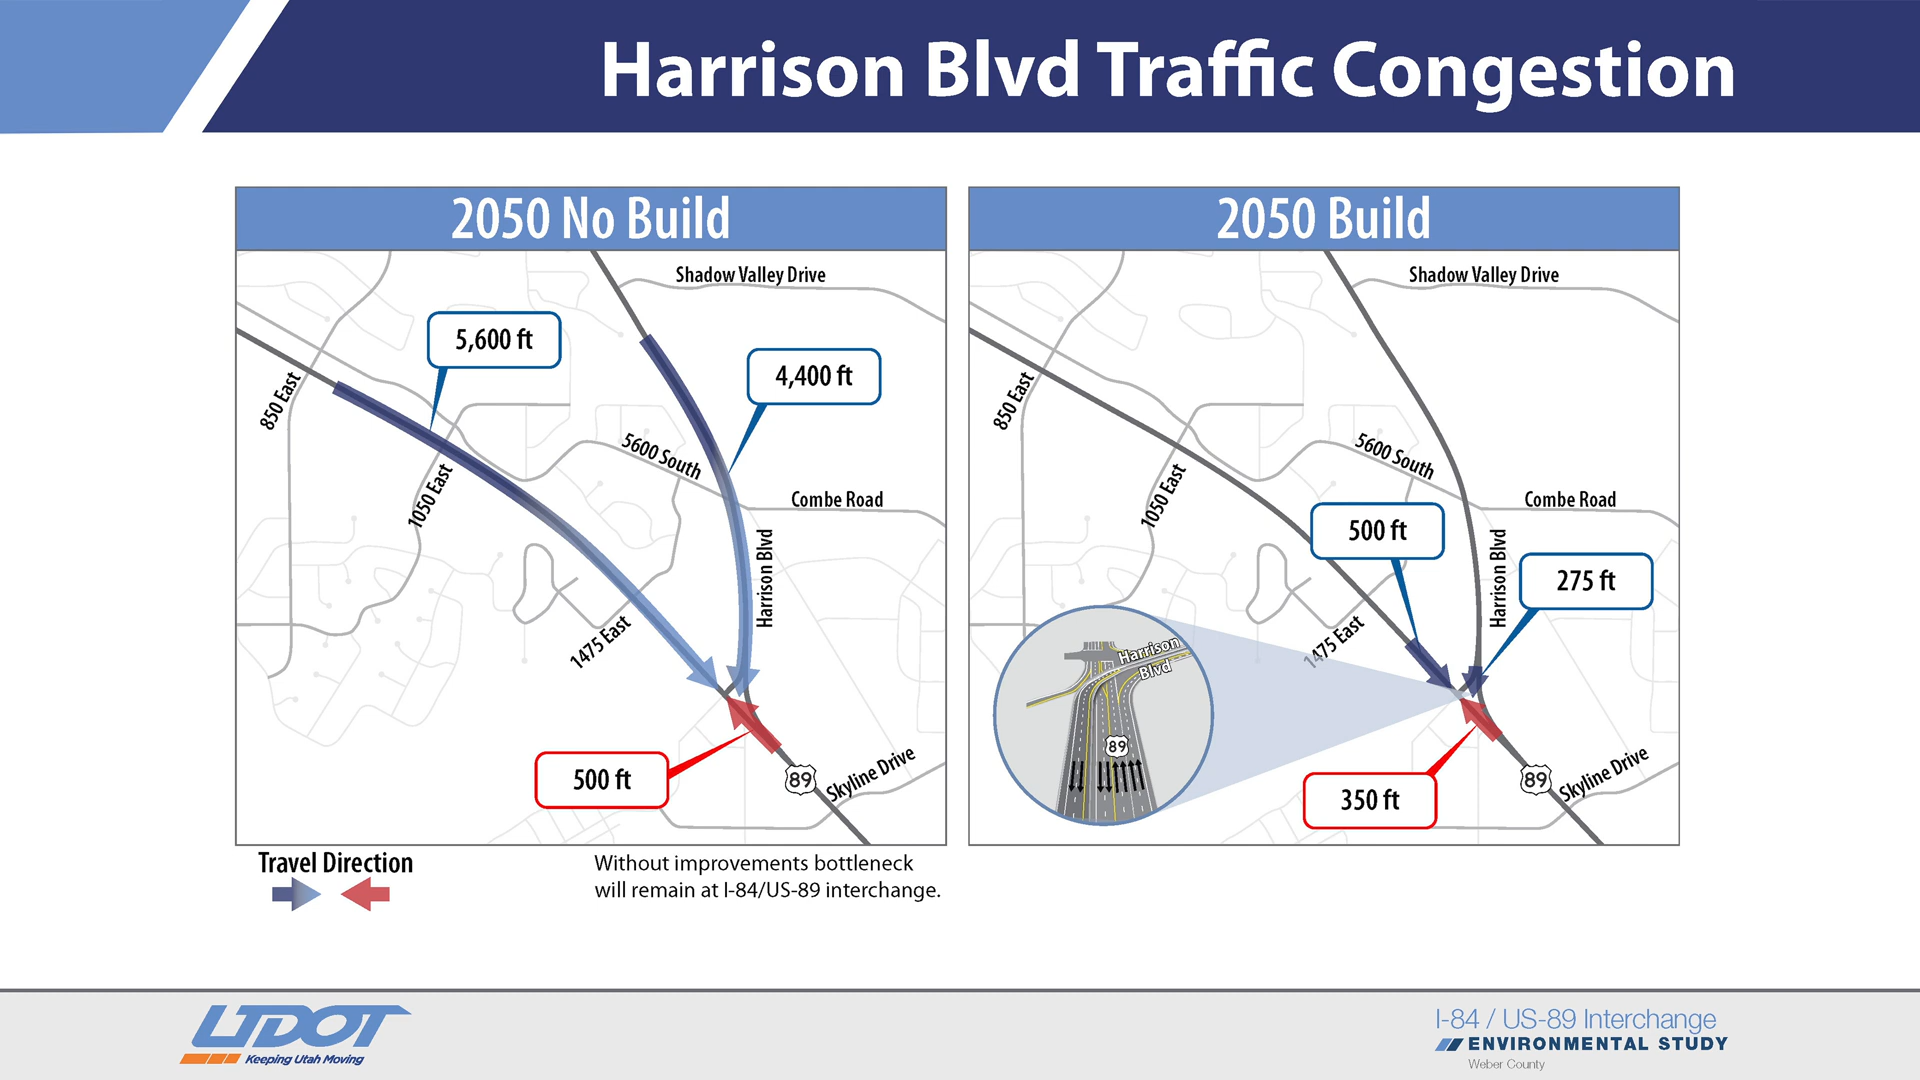 Harrison Blvd Traffic Congestion
2050 No Build
Shadow Valley Drive
5,600 ft
4,400 ft
850 East
5600 South
1050 East
Combe Road
Harrison Blvd
1475 East
500 ft
89
Skyline Drive
2050 Build
Shadow Valley Drive
850 East
5600 South
1050 East
Combe Road
500 ft
Harrison Blvd
275 ft
1475 East
Harrison
Blvd
89
350 ft
89
Skyline Drive
Travel Direction
Without improvements bottleneck
will remain at I-84/US-89 interchange.
UDOT
Keeping Utah Moving
I-84 / US-89 Interchange
ENVIRONMENTAL STUDY
Weber County